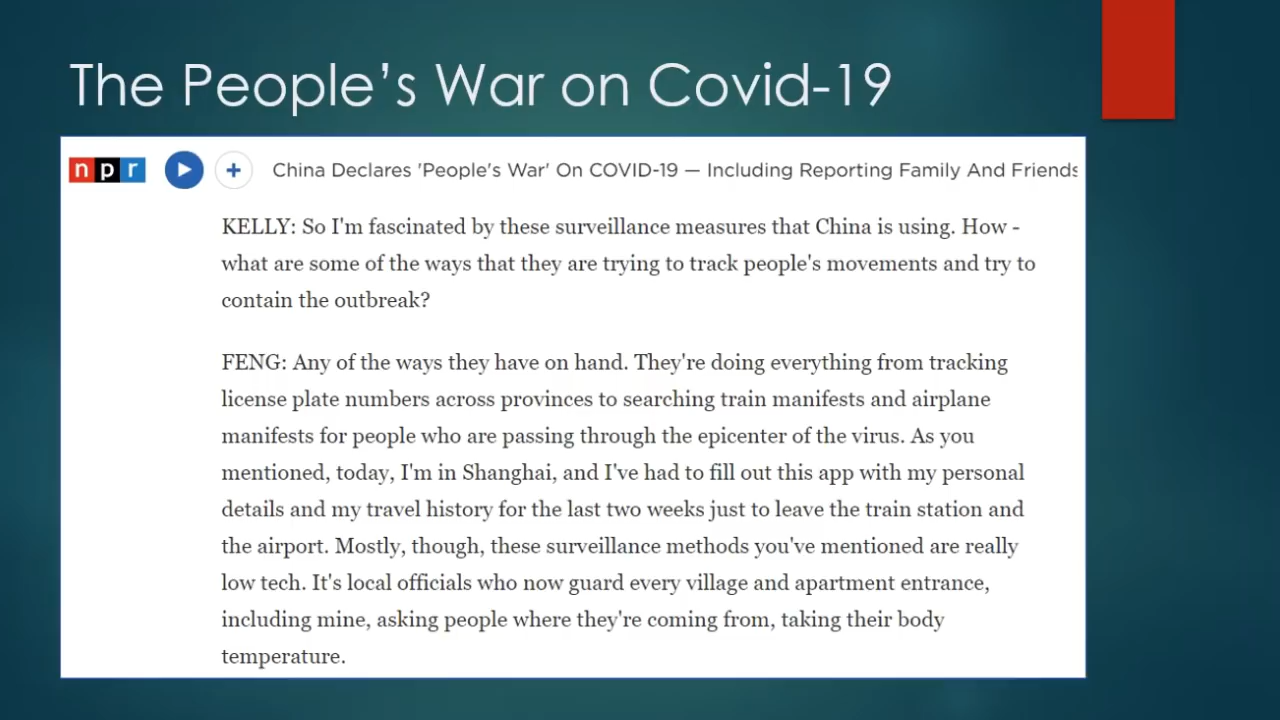 The People's War on Covid-19
npr
China Declares 'People's War' On COVID-19 — Including Reporting Family And Friends
KELLY: So I'm fascinated by these surveillance measures that China is using. How -
what are some of the ways that they are trying to track people's movements and try to
contain the outbreak?
FENG: Any of the ways they have on hand. They're doing everything from tracking
license plate numbers across provinces to searching train manifests and airplane
manifests for people who are passing through the epicenter of the virus. As you
mentioned, today, I'm in Shanghai, and I've had to fill out this app with my personal
details and my travel history for the last two weeks just to leave the train station and
the airport. Mostly, though, these surveillance methods you've mentioned are really
low tech. It's local officials who now guard every village and apartment entrance,
including mine, asking people where they're coming from, taking their body
temperature.